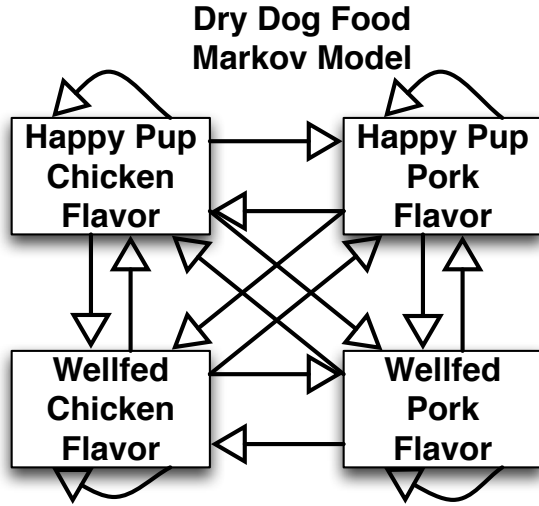 Dry Dog Food
Markov Model
Happy Pup
Chicken
Flavor
Happy Pup
Pork
Flavor
Wellfed
Chicken
Flavor
Wellfed
Pork
Flavor